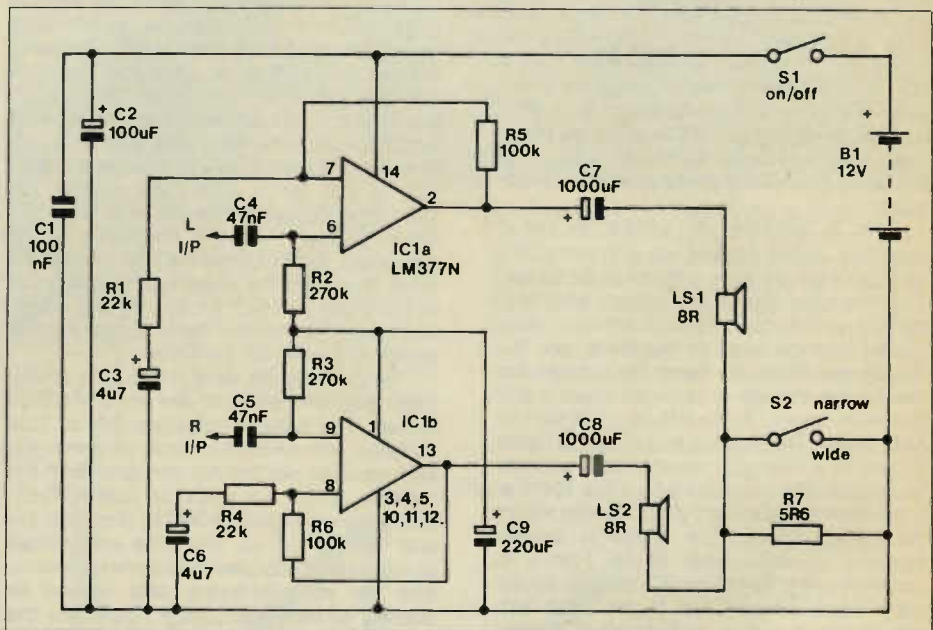 S1
on/off
+
C2
100uF
R5
100k
+
B1
12V
7
14
C7
1000uF
2
+
C4
47nF
L
I/P
6
IC1a
LM377N
C1
100
nF
R1
22k
R2
270k
LS1
8R
+
C3
4u7
R3
270k
C5
47nF
R
I/P
9
1
IC1b
13
C8
1000uF
+
S2
narrow
wide
8
3,4,5,
10,11,12.
R4
22k
+
C6
4u7
R6
100k
+
C9
220uF
LS2
8R
R7
5R6